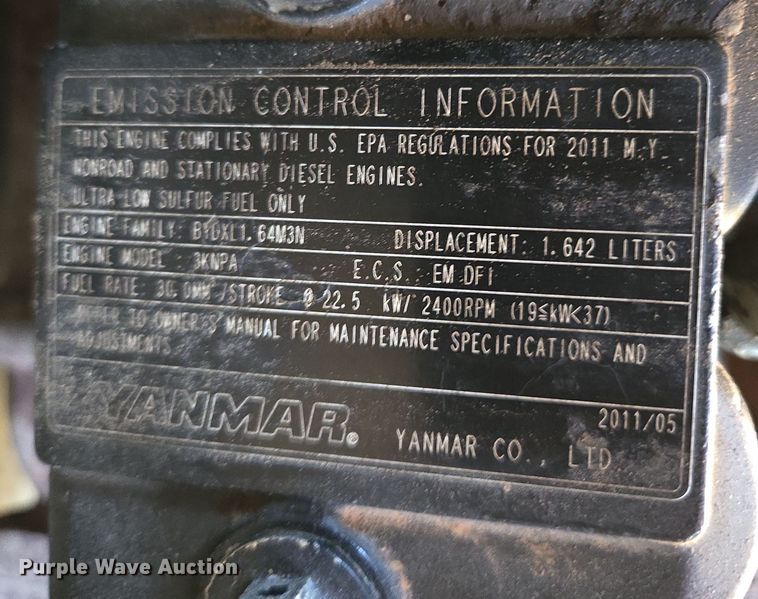 EMISSION CONTROL INFORMATION
THIS ENGINE COMPLIES WITH U.S. EPA REGULATIONS FOR 2011 M.Y.
NONROAD AND STATIONARY DIESEL ENGINES.
ULTRA LOW SULFUR FUEL ONLY
ENGINE FAMILY: BYDXL1.64M3N DISPLACEMENT: 1.642 LITERS
ENGINE MODEL : 3KNPA E.C.S.: EM DFI
FUEL RATE: 30.0MM³/STROKE @ 22.5 kW/ 2400RPM (19≤kW<37)
REFER TO OWNER'S MANUAL FOR MAINTENANCE SPECIFICATIONS AND
ADJUSTMENTS.
YANMAR® 2011/05
YANMAR CO., LTD
Purple Wave Auction